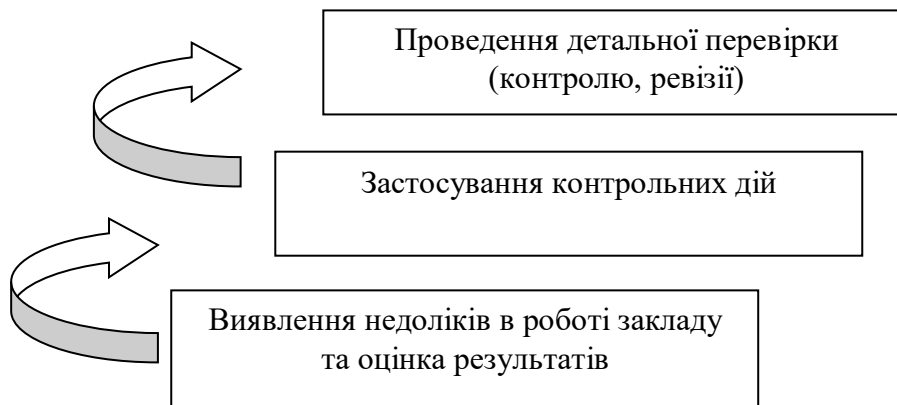 Проведення детальної перевірки
(контролю, ревізії)
Застосування контрольних дій
Виявлення недоліків в роботі закладу
та оцінка результатів